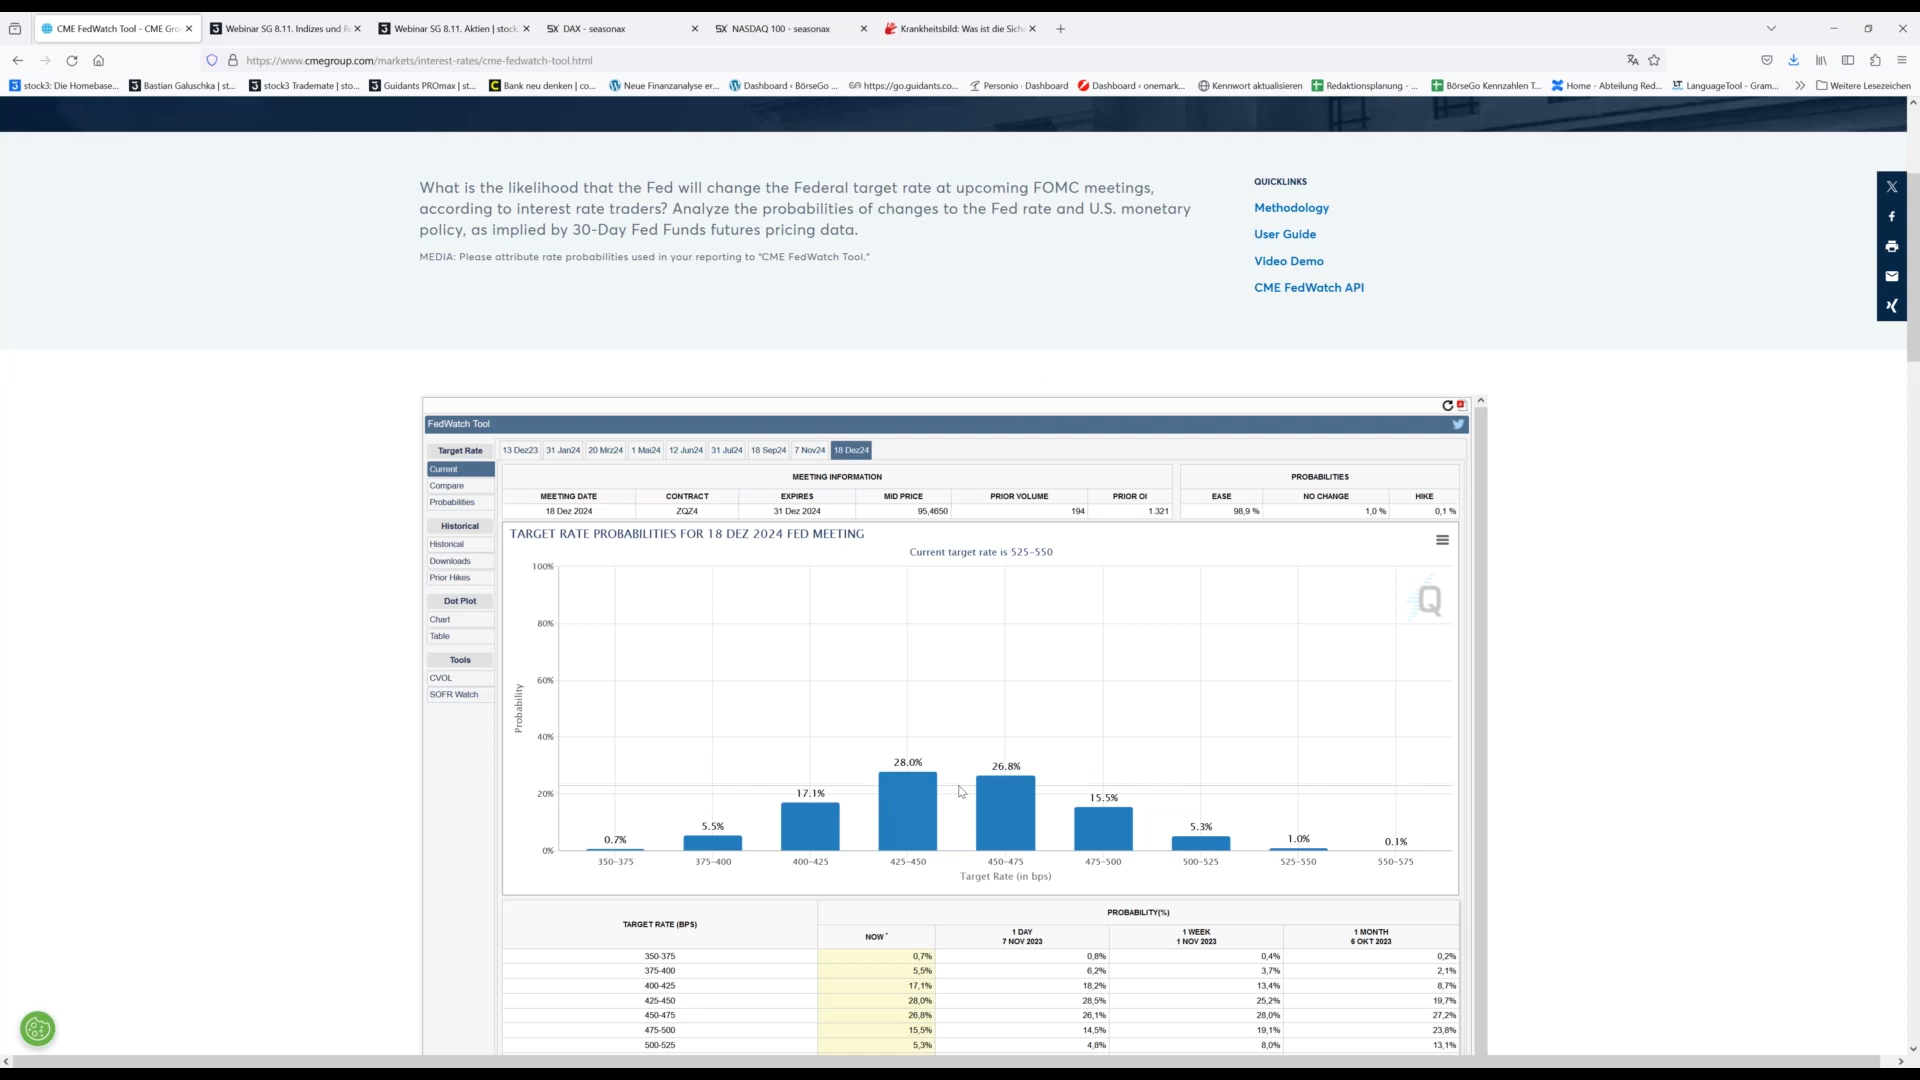 CME FedWatch Tool - CME Gro
Webinar SG 8.11. Indizes und R
Webinar SG 8.11. Aktien | stock
DAX - seasonax
NASDAQ 100 - seasonax
Krankheitsbild: Was ist die Sich
https://www.cmegroup.com/markets/interest-rates/cme-fedwatch-tool.html
stock3: Die Homebase...
Bastian Galuschka | st...
stock3 Trademate | sto...
Guidants PROmax | st...
Bank neu denken | co...
Neue Finanzanalyse er...
Dashboard ‹ BörseGo ...
https://go.guidants.co...
Personio · Dashboard
Dashboard ‹ onemark...
Kennwort aktualisieren
Redaktionsplanung - ...
BörseGo Kennzahlen T...
Home - Abteilung Red...
LanguageTool - Gram...
Weitere Lesezeichen
What is the likelihood that the Fed will change the Federal target rate at upcoming FOMC meetings,
according to interest rate traders? Analyze the probabilities of changes to the Fed rate and U.S. monetary
policy, as implied by 30-Day Fed Funds futures pricing data.
MEDIA: Please attribute rate probabilities used in your reporting to “CME FedWatch Tool.”
QUICKLINKS
Methodology
User Guide
Video Demo
CME FedWatch API
FedWatch Tool
Target Rate
Current
Compare
Probabilities
Historical
Historical
Downloads
Prior Hikes
Dot Plot
Chart
Table
Tools
CVOL
SOFR Watch
13 Dez23 31 Jan24 20 Mrz24 1 Mai24 12 Jun24 31 Jul24 18 Sep24 7 Nov24 18 Dez24
MEETING INFORMATION
MEETING DATE CONTRACT EXPIRES MID PRICE PRIOR VOLUME PRIOR OI
18 Dez 2024 ZQZ4 31 Dez 2024 95,4650 194 1.321
PROBABILITIES
EASE NO CHANGE HIKE
98,9 % 1,0 % 0,1 %
TARGET RATE PROBABILITIES FOR 18 DEZ 2024 FED MEETING
Current target rate is 525–550
Q
100%
80%
60%
40%
20%
0%
Probability
0.7% 5.5% 17.1% 28.0% 26.8% 15.5% 5.3% 1.0% 0.1%
350–375 375–400 400–425 425–450 450–475 475–500 500–525 525–550 550–575
Target Rate (in bps)
TARGET RATE (BPS) PROBABILITY(%)
NOW * 1 DAY 1 WEEK 1 MONTH
7 NOV 2023 1 NOV 2023 6 OKT 2023
350-375 0,7% 0,8% 0,4% 0,2%
375-400 5,5% 6,2% 3,7% 2,1%
400-425 17,1% 18,2% 13,4% 8,7%
425-450 28,0% 28,5% 25,2% 19,7%
450-475 26,8% 26,1% 28,0% 27,2%
475-500 15,5% 14,5% 19,1% 23,8%
500-525 5,3% 4,8% 8,0% 13,1%